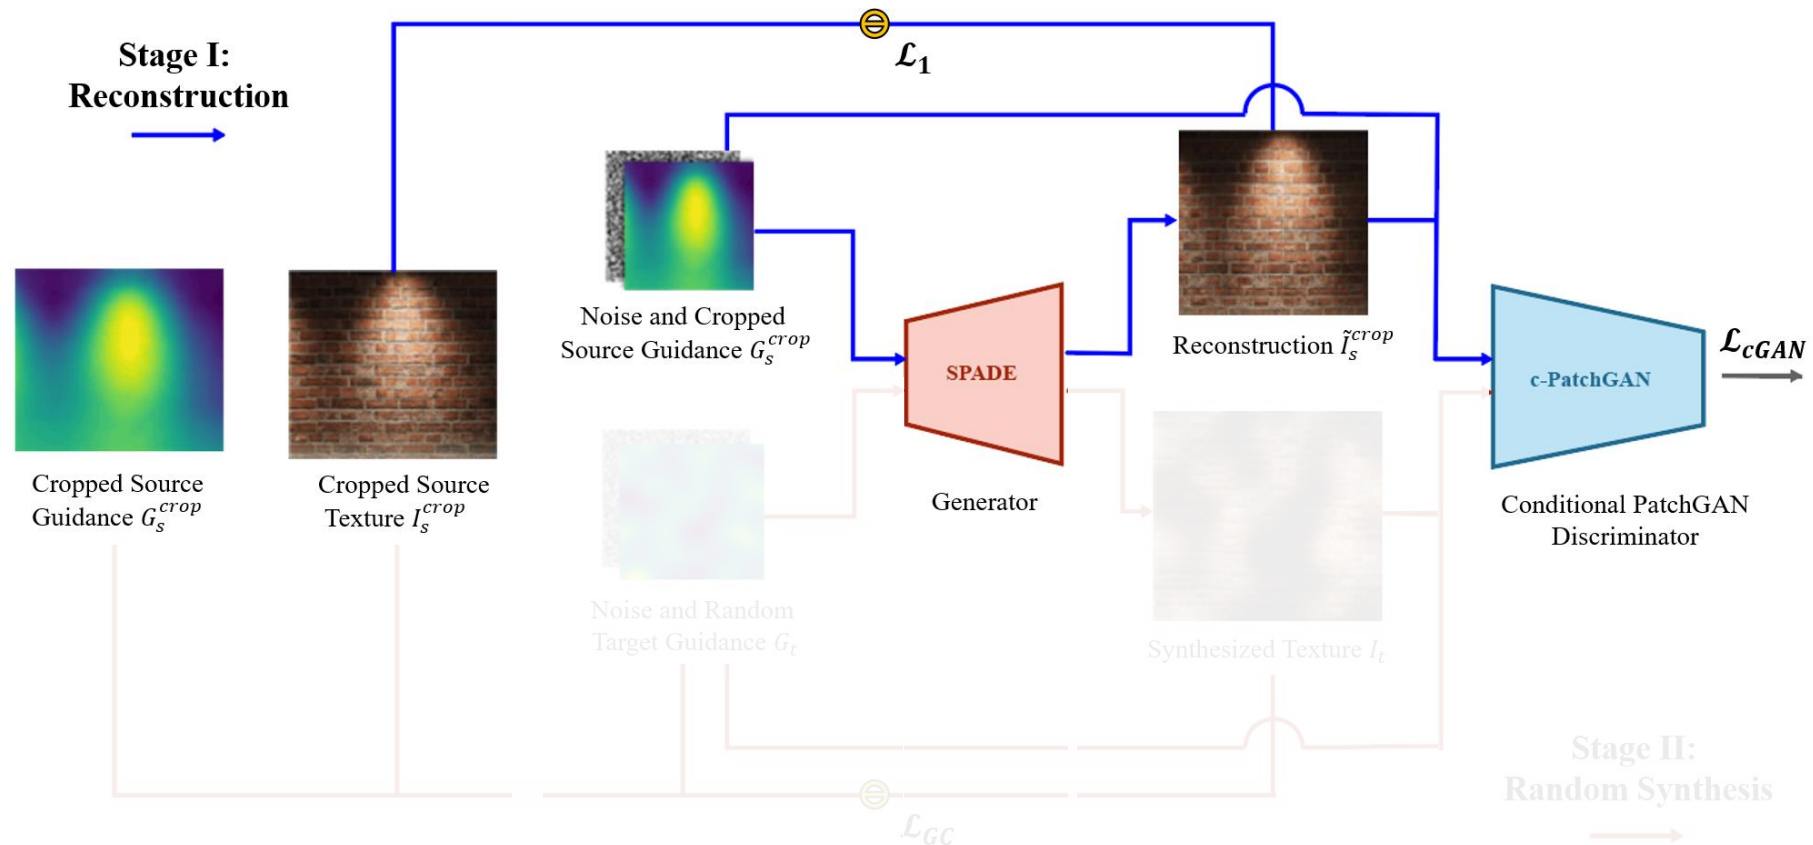 Stage I:
Reconstruction
ℒ₁
Noise and Cropped
Source Guidance G_s^crop
Reconstruction Ĩ_s^crop
SPADE
Generator
c-PatchGAN
ℒ_cGAN
Conditional PatchGAN
Discriminator
Cropped Source
Guidance G_s^crop
Cropped Source
Texture I_s^crop
Noise and Random
Target Guidance G_t
Synthesized Texture I_t
Stage II:
Random Synthesis
ℒ_GC